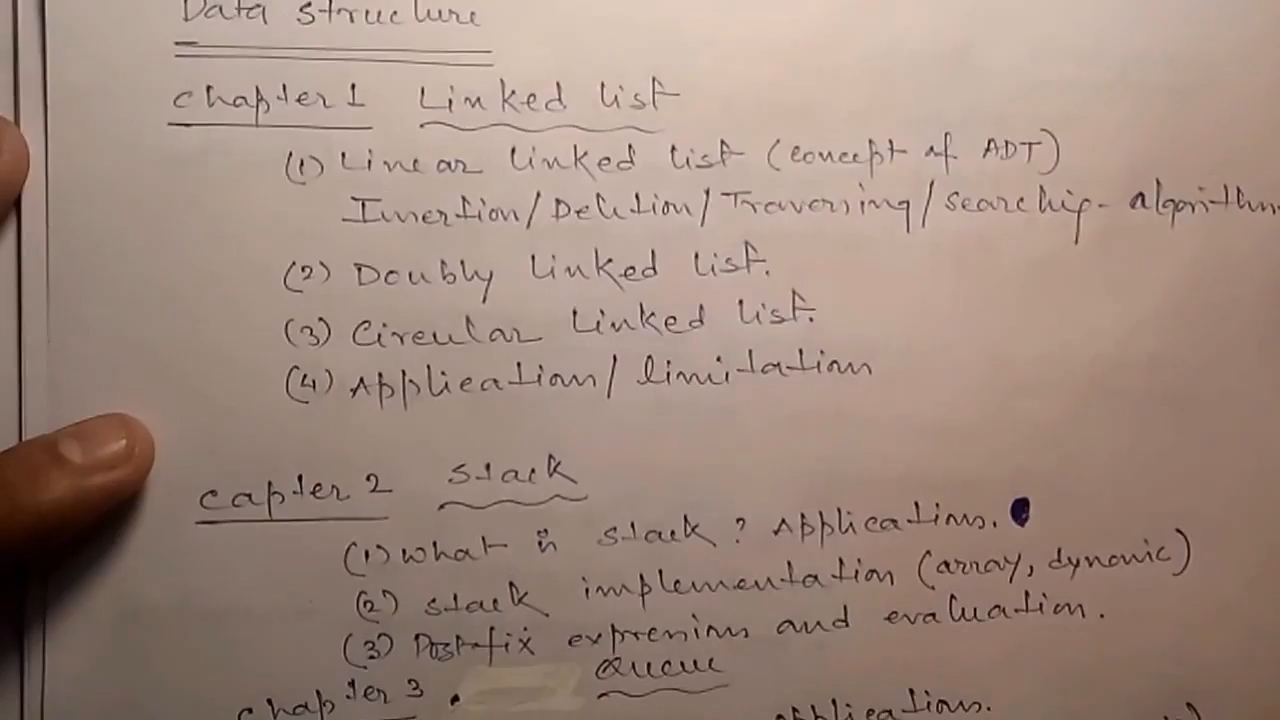 Data structure
Chapter 1 Linked list
(1) Linear linked list (concept of ADT)
Insertion/Deletion/Traversing/searching- algorithm
(2) Doubly linked list.
(3) Circular linked list.
(4) Application/limitation
Capter 2 Stack
(1) What is stack? Applications.
(2) stack implementation (array, dynamic)
(3) Postfix expressions and evaluation.
Chapter 3. Queue
applications.